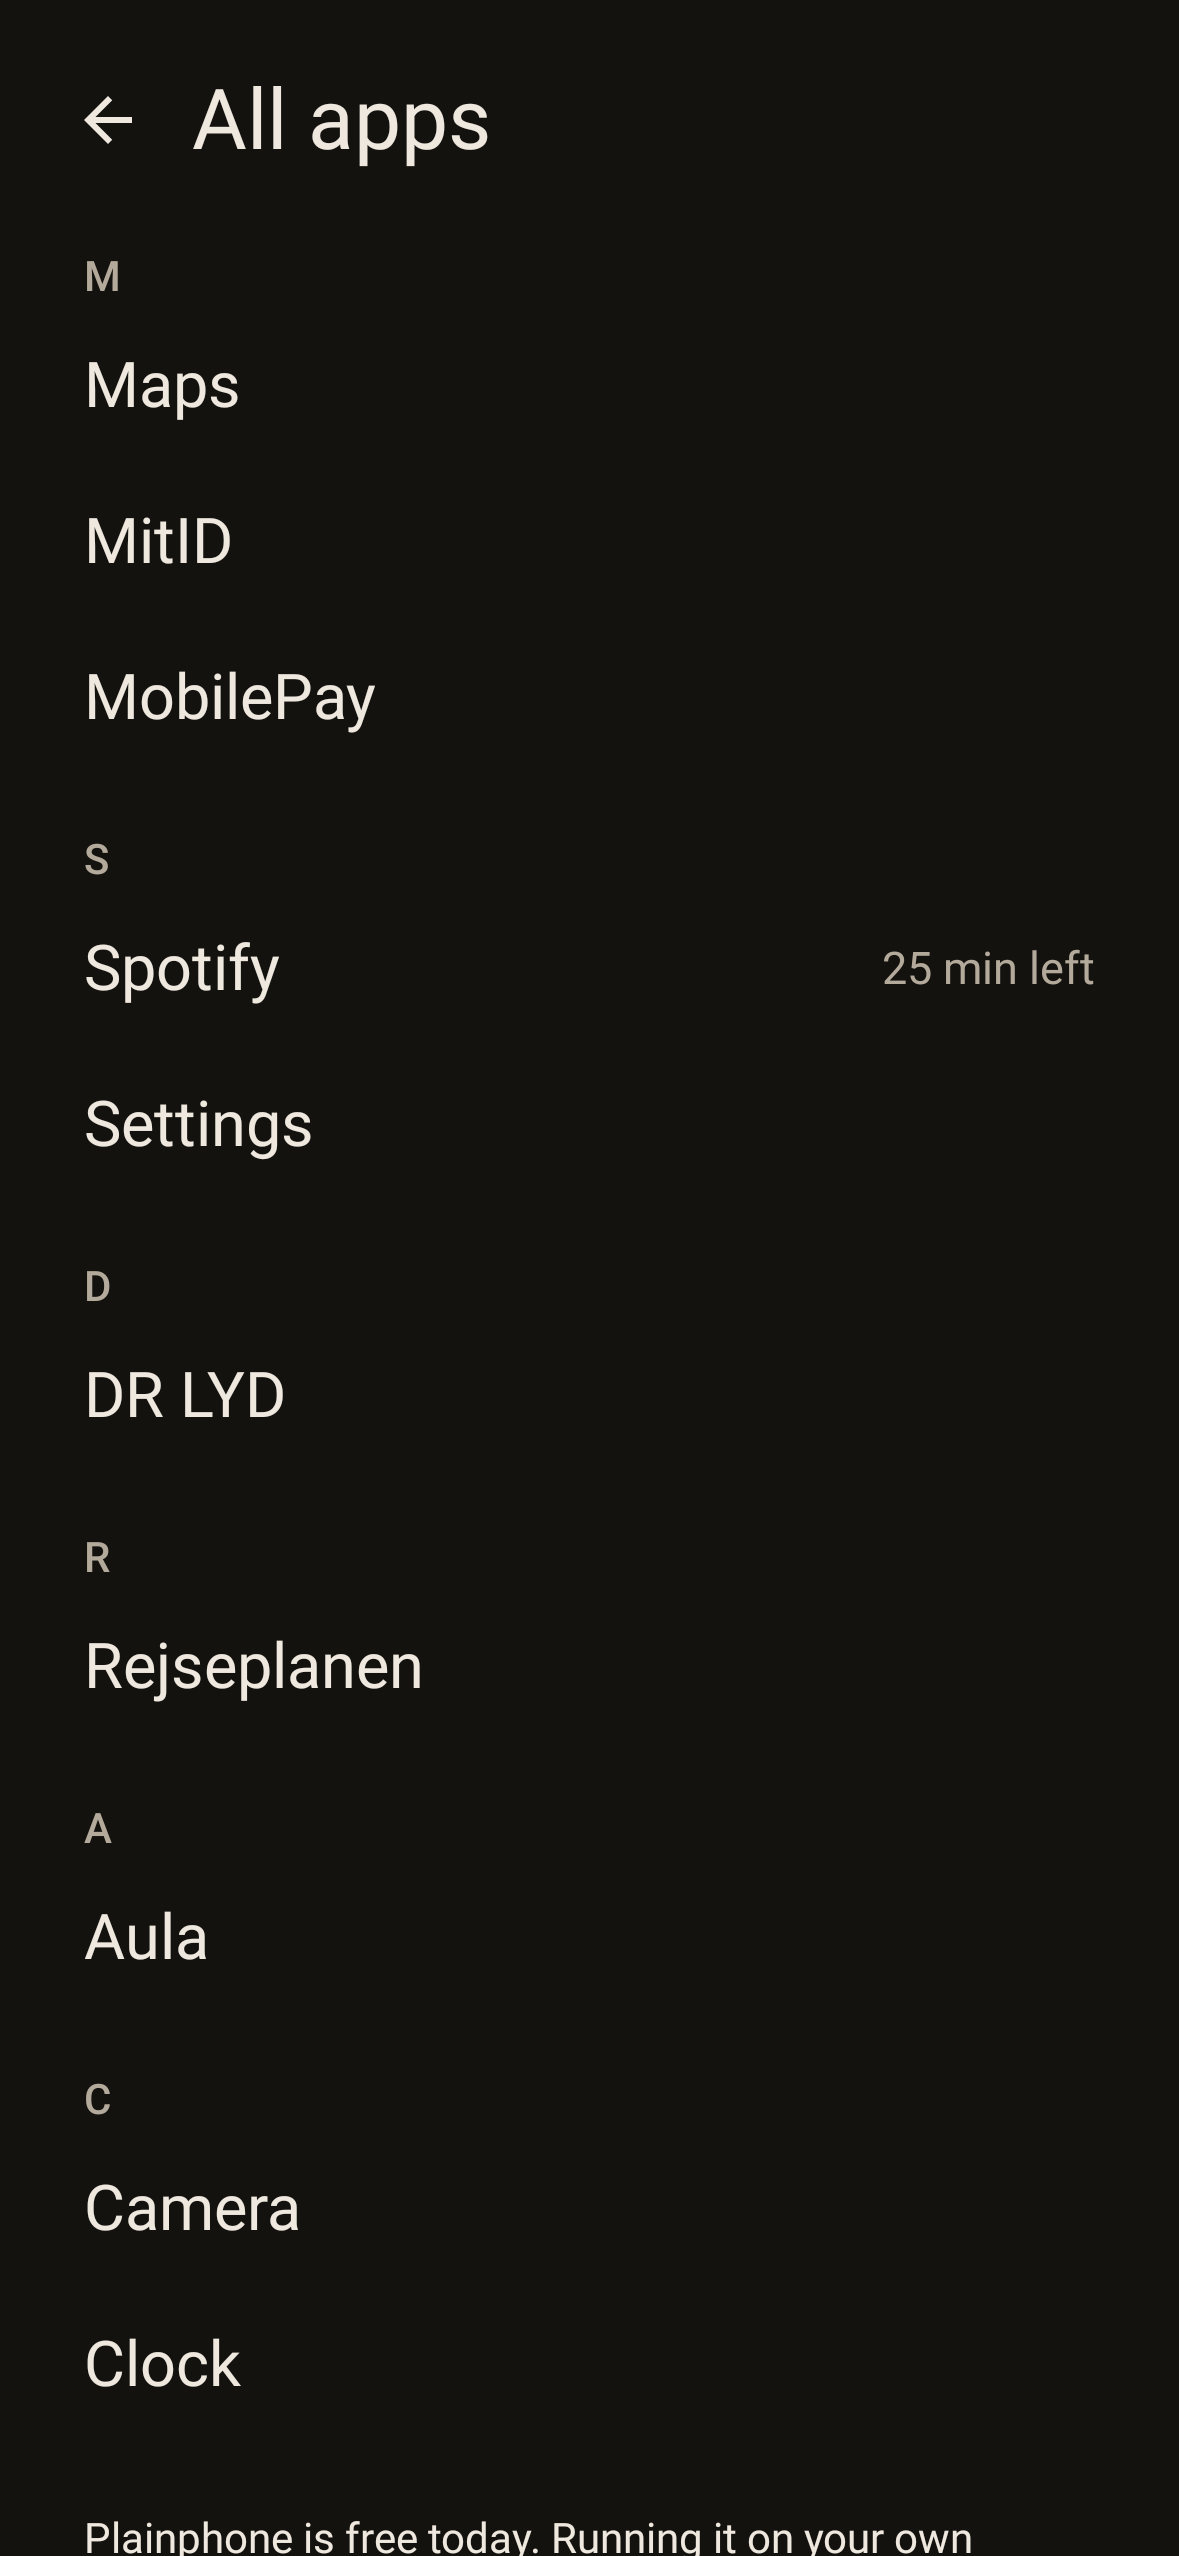 All apps
M
Maps
MitID
MobilePay
S
Spotify
25 min left
Settings
D
DR LYD
R
Rejseplanen
A
Aula
C
Camera
Clock
Plainphone is free today. Running it on your own